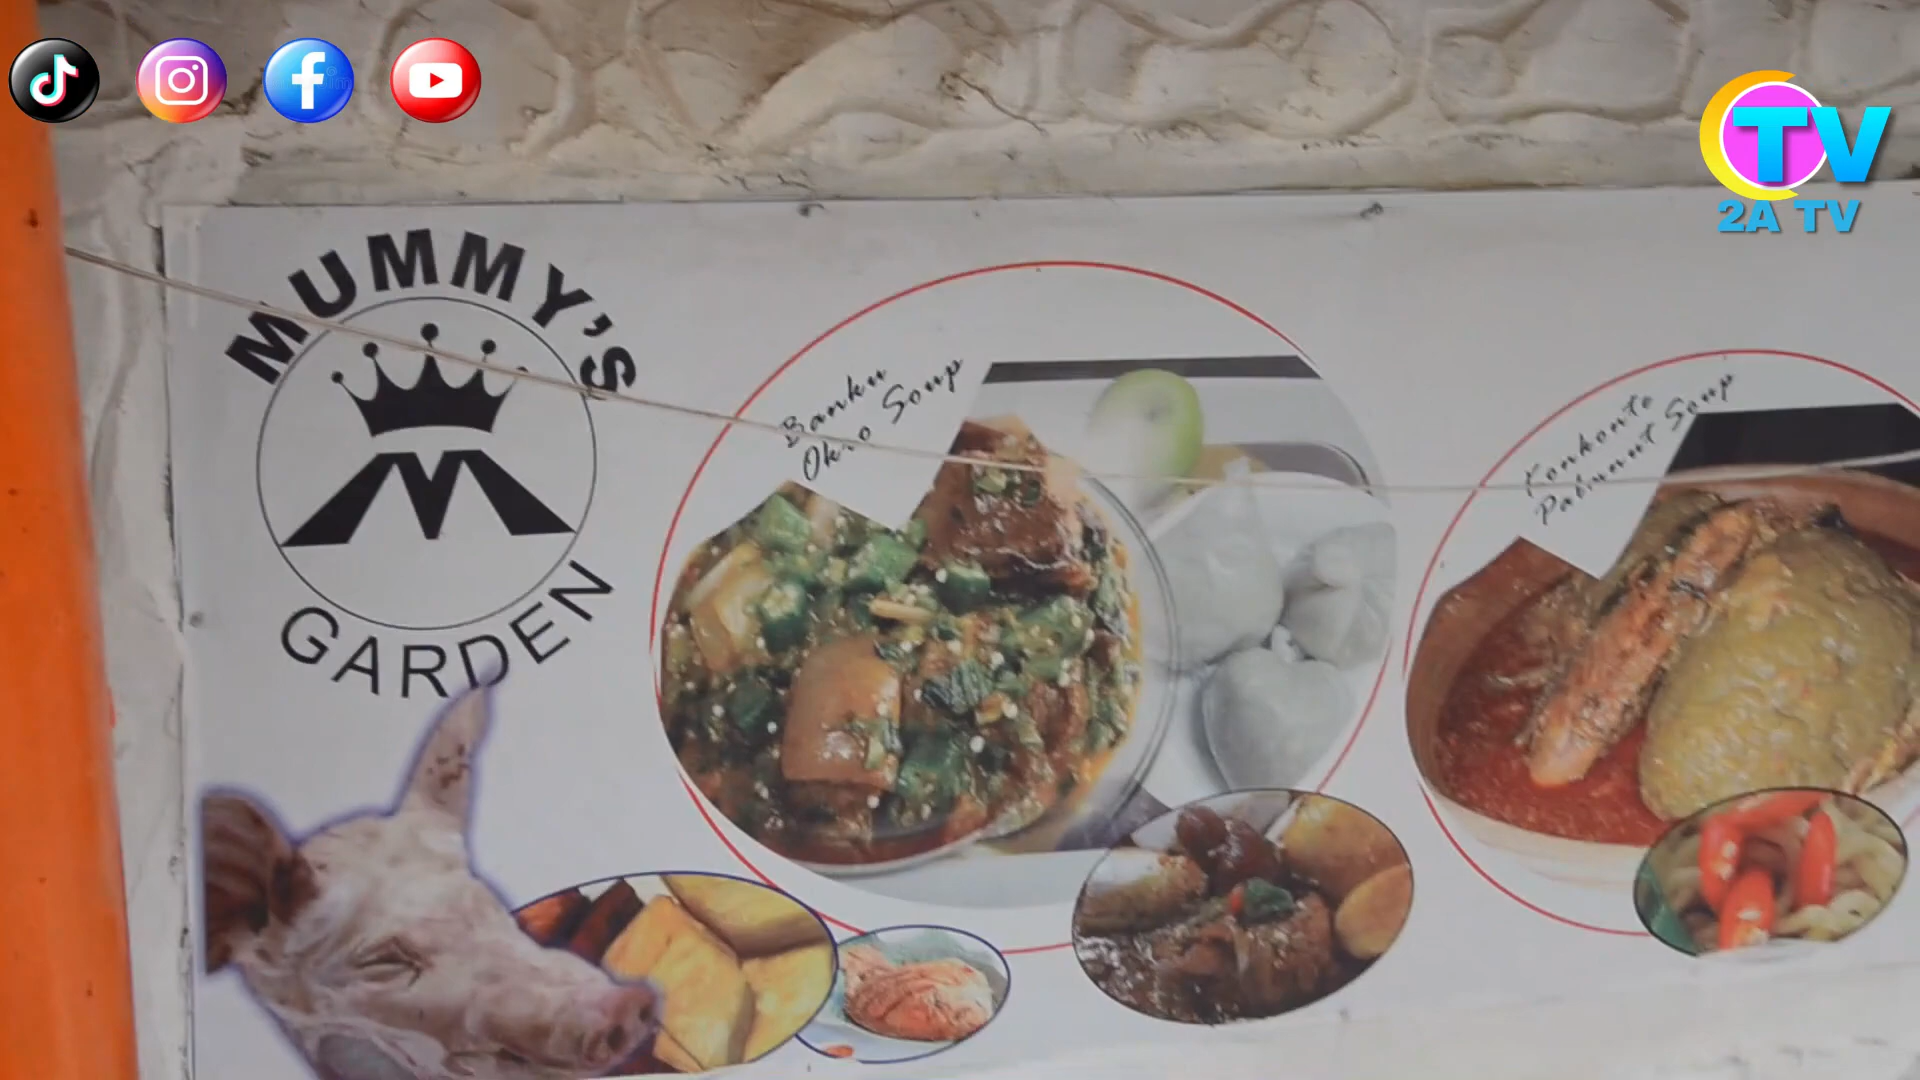 TV
2A TV
MUMMY'S
M
GARDEN
Banku
Okro Soup
Konkonte
Palmnut Soup